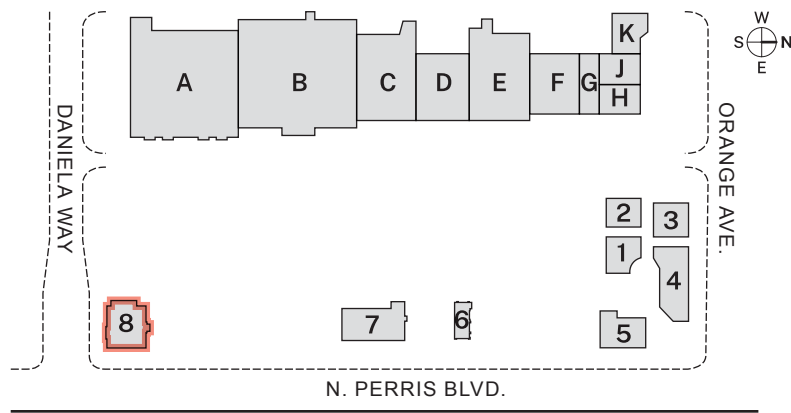 W
S N
E
K
A
B
C
D
E
F
G
J
H
DANIELA WAY
ORANGE AVE.
2
3
1
4
8
7
6
5
N. PERRIS BLVD.